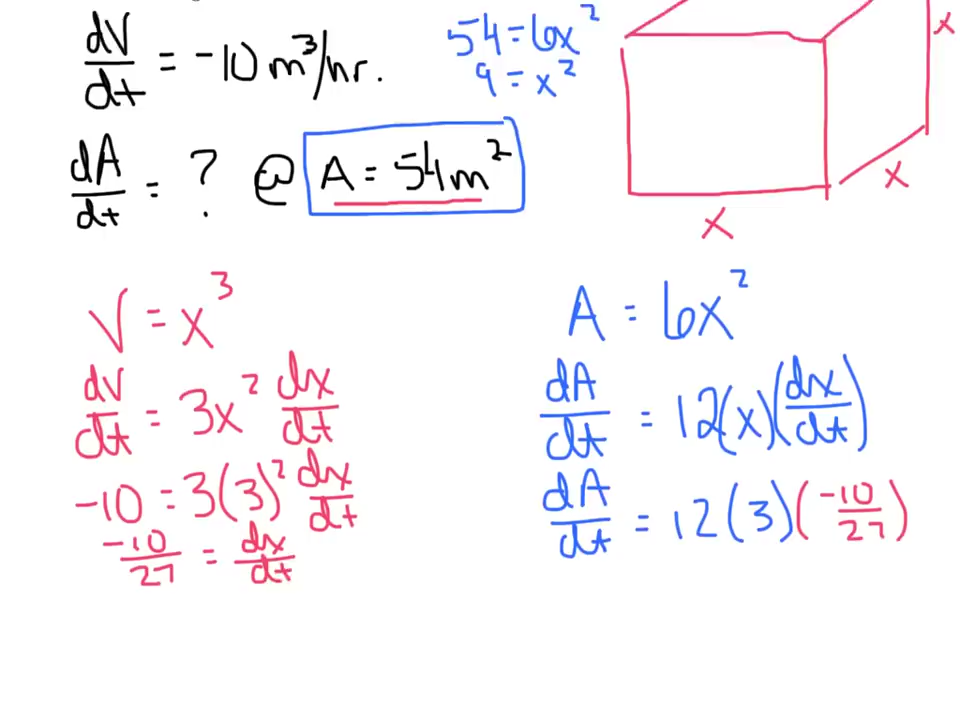 dV/dt = -10 m³/hr.
54 = 6x²
9 = x²
x
dA/dt = ? @ A = 54m²
x
x
V = x³
A = 6x²
dV/dt = 3x² dx/dt
dA/dt = 12(x)(dx/dt)
-10 = 3(3)² dx/dt
dA/dt = 12(3)(-10/27)
-10/27 = dx/dt